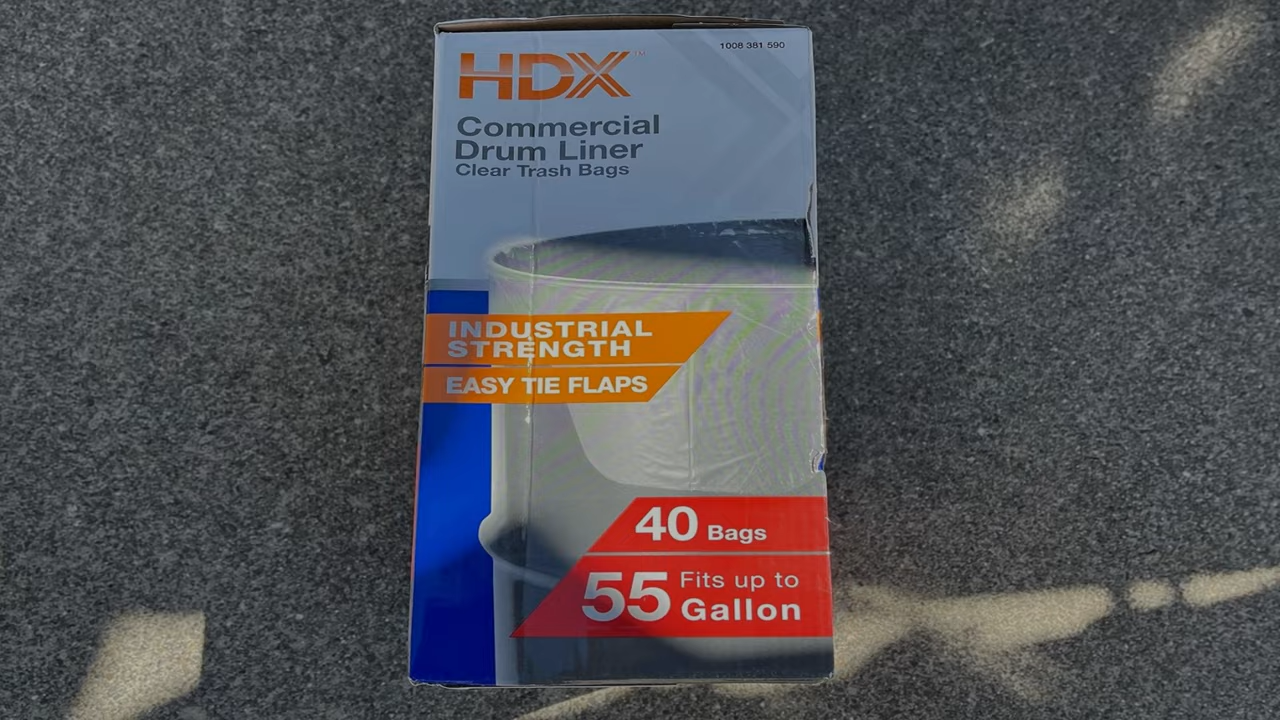 HDX™
1008 381 590
Commercial
Drum Liner
Clear Trash Bags
INDUSTRIAL
STRENGTH
EASY TIE FLAPS
40 Bags
55 Fits up to
Gallon